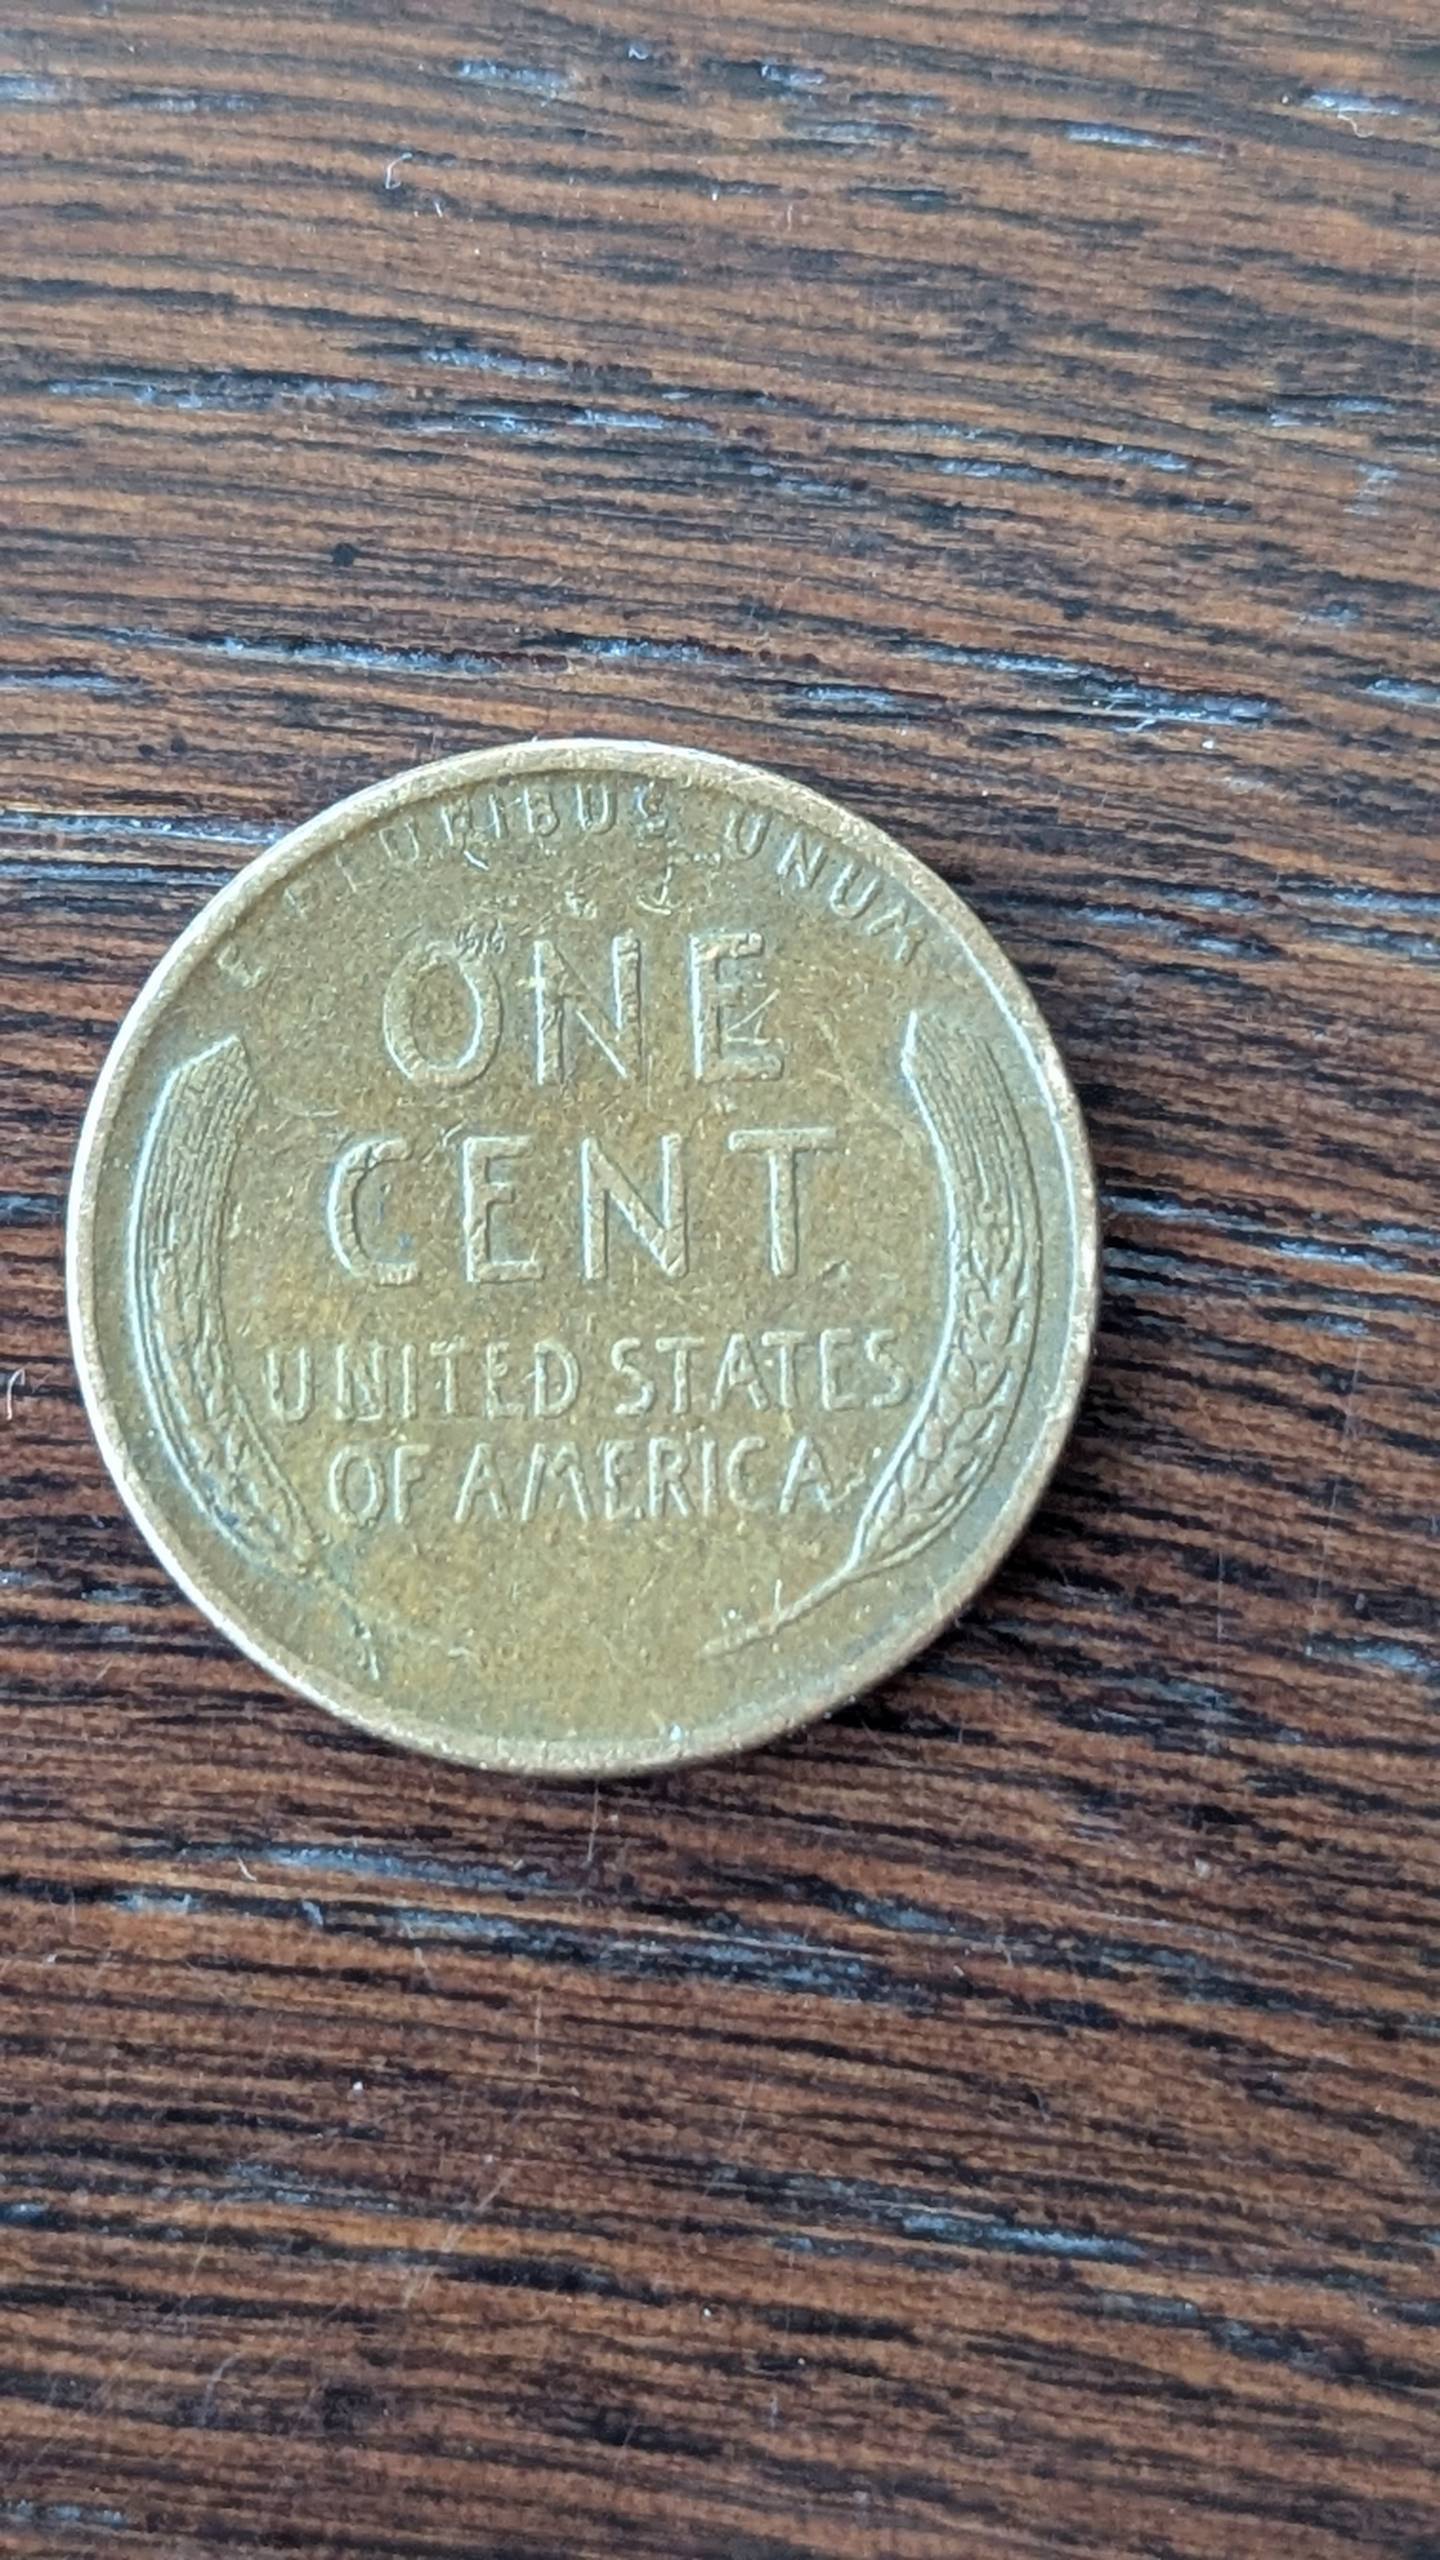 E PLURIBUS UNUM
ONE
CENT
UNITED STATES
OF AMERICA